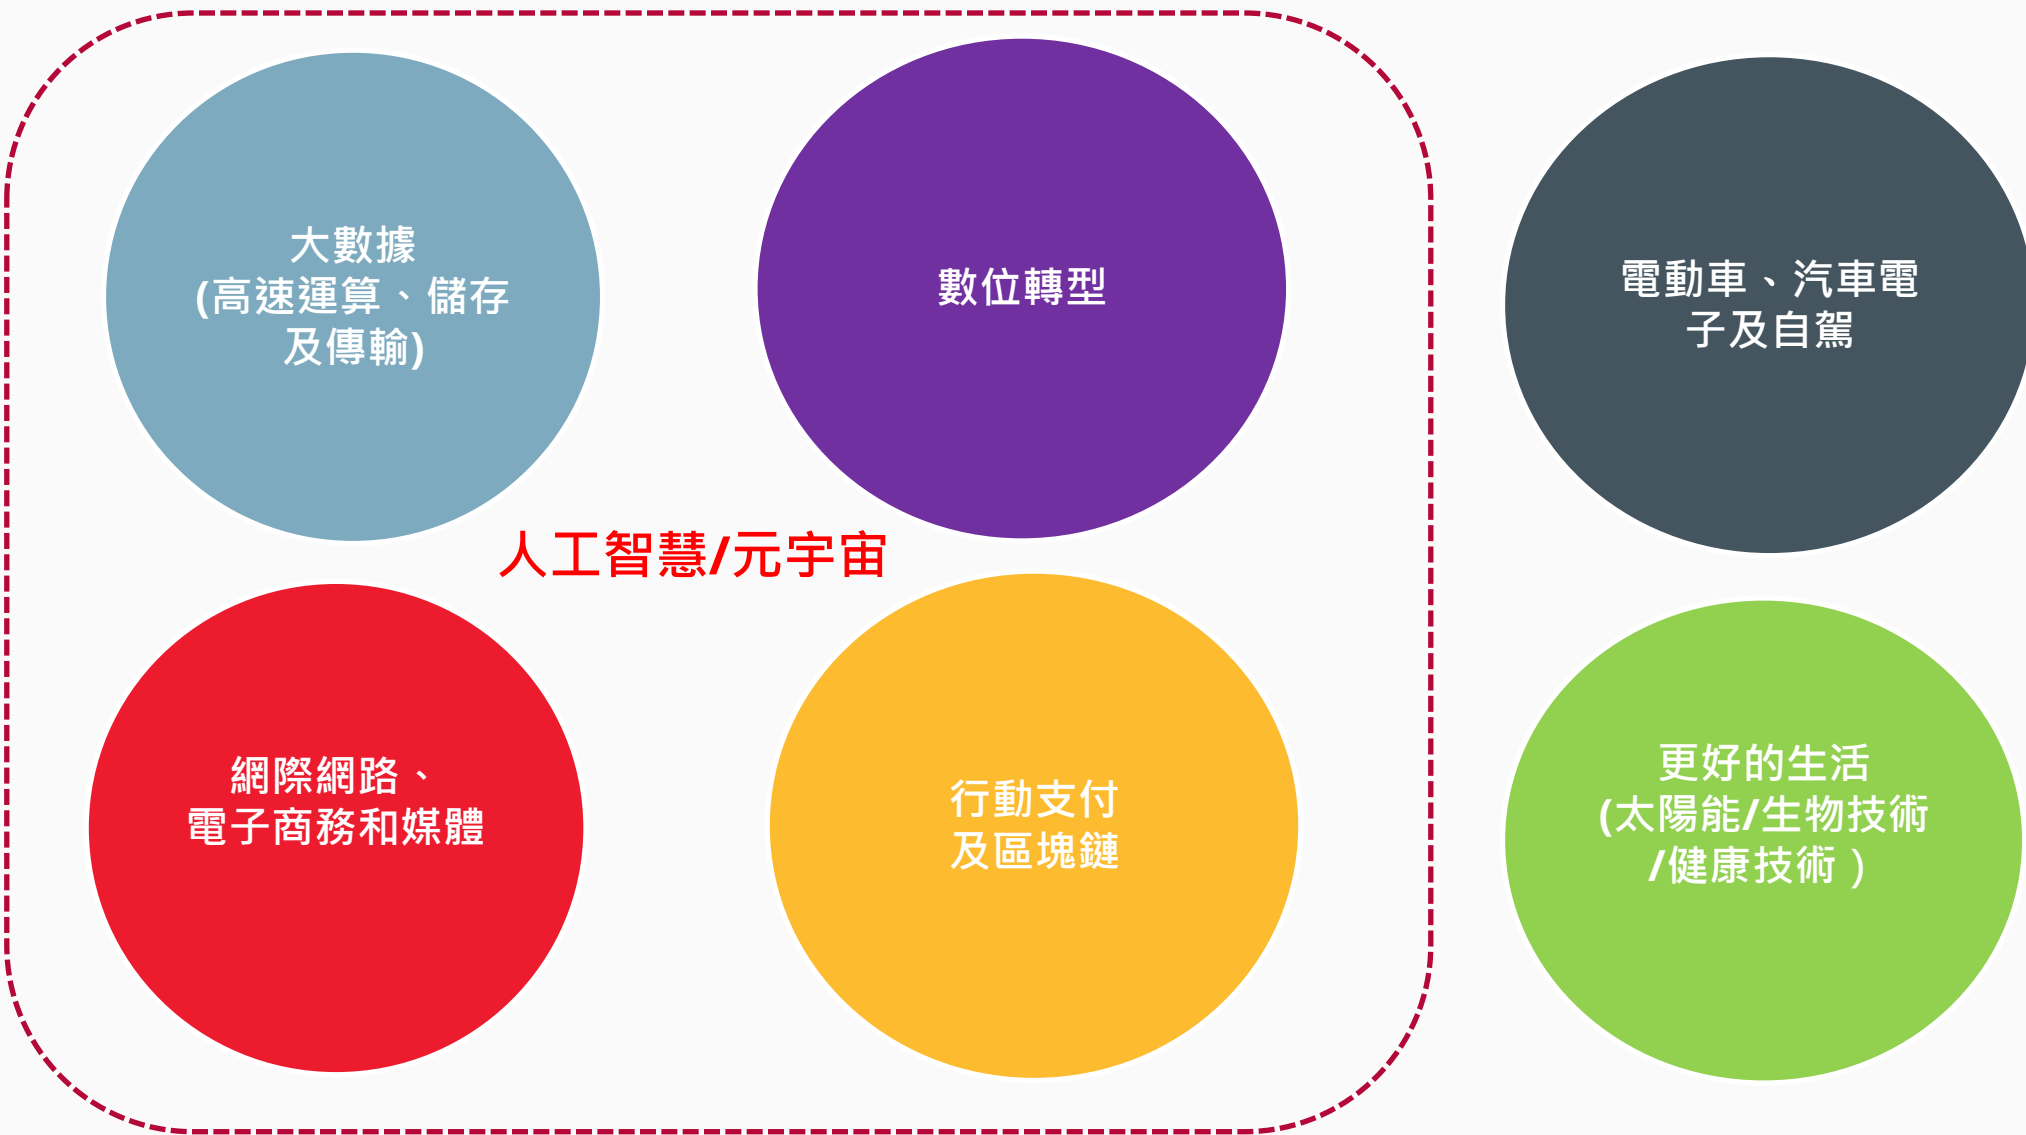 大數據
(高速運算、儲存
及傳輸)
數位轉型
電動車、汽車電
子及自駕
人工智慧/元宇宙
網際網路、
電子商務和媒體
行動支付
及區塊鏈
更好的生活
(太陽能/生物技術
/健康技術）